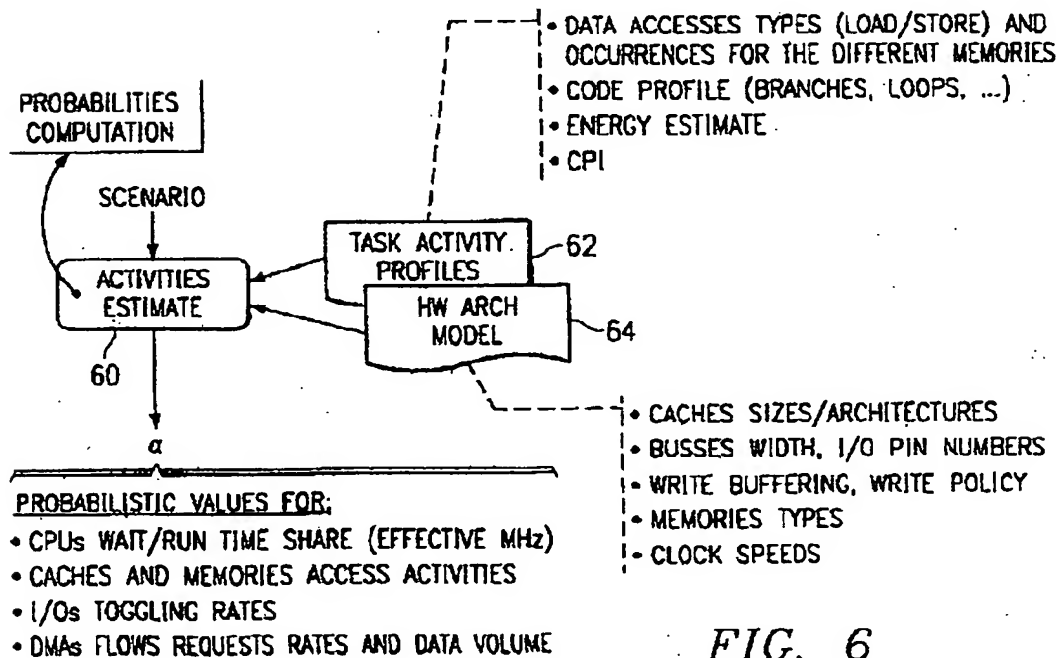 • DATA ACCESSES TYPES (LOAD/STORE) AND
OCCURRENCES FOR THE DIFFERENT MEMORIES
• CODE PROFILE (BRANCHES, LOOPS, ...)
• ENERGY ESTIMATE
• CPI
PROBABILITIES
COMPUTATION
SCENARIO
TASK ACTIVITY
PROFILES
62
ACTIVITIES
ESTIMATE
HW ARCH
MODEL
64
60
α
• CACHES SIZES/ARCHITECTURES
• BUSSES WIDTH, I/O PIN NUMBERS
• WRITE BUFFERING, WRITE POLICY
• MEMORIES TYPES
• CLOCK SPEEDS
PROBABILISTIC VALUES FOR:
• CPUs WAIT/RUN TIME SHARE (EFFECTIVE MHz)
• CACHES AND MEMORIES ACCESS ACTIVITIES
• I/Os TOGGLING RATES
• DMAs FLOWS REQUESTS RATES AND DATA VOLUME
FIG. 6